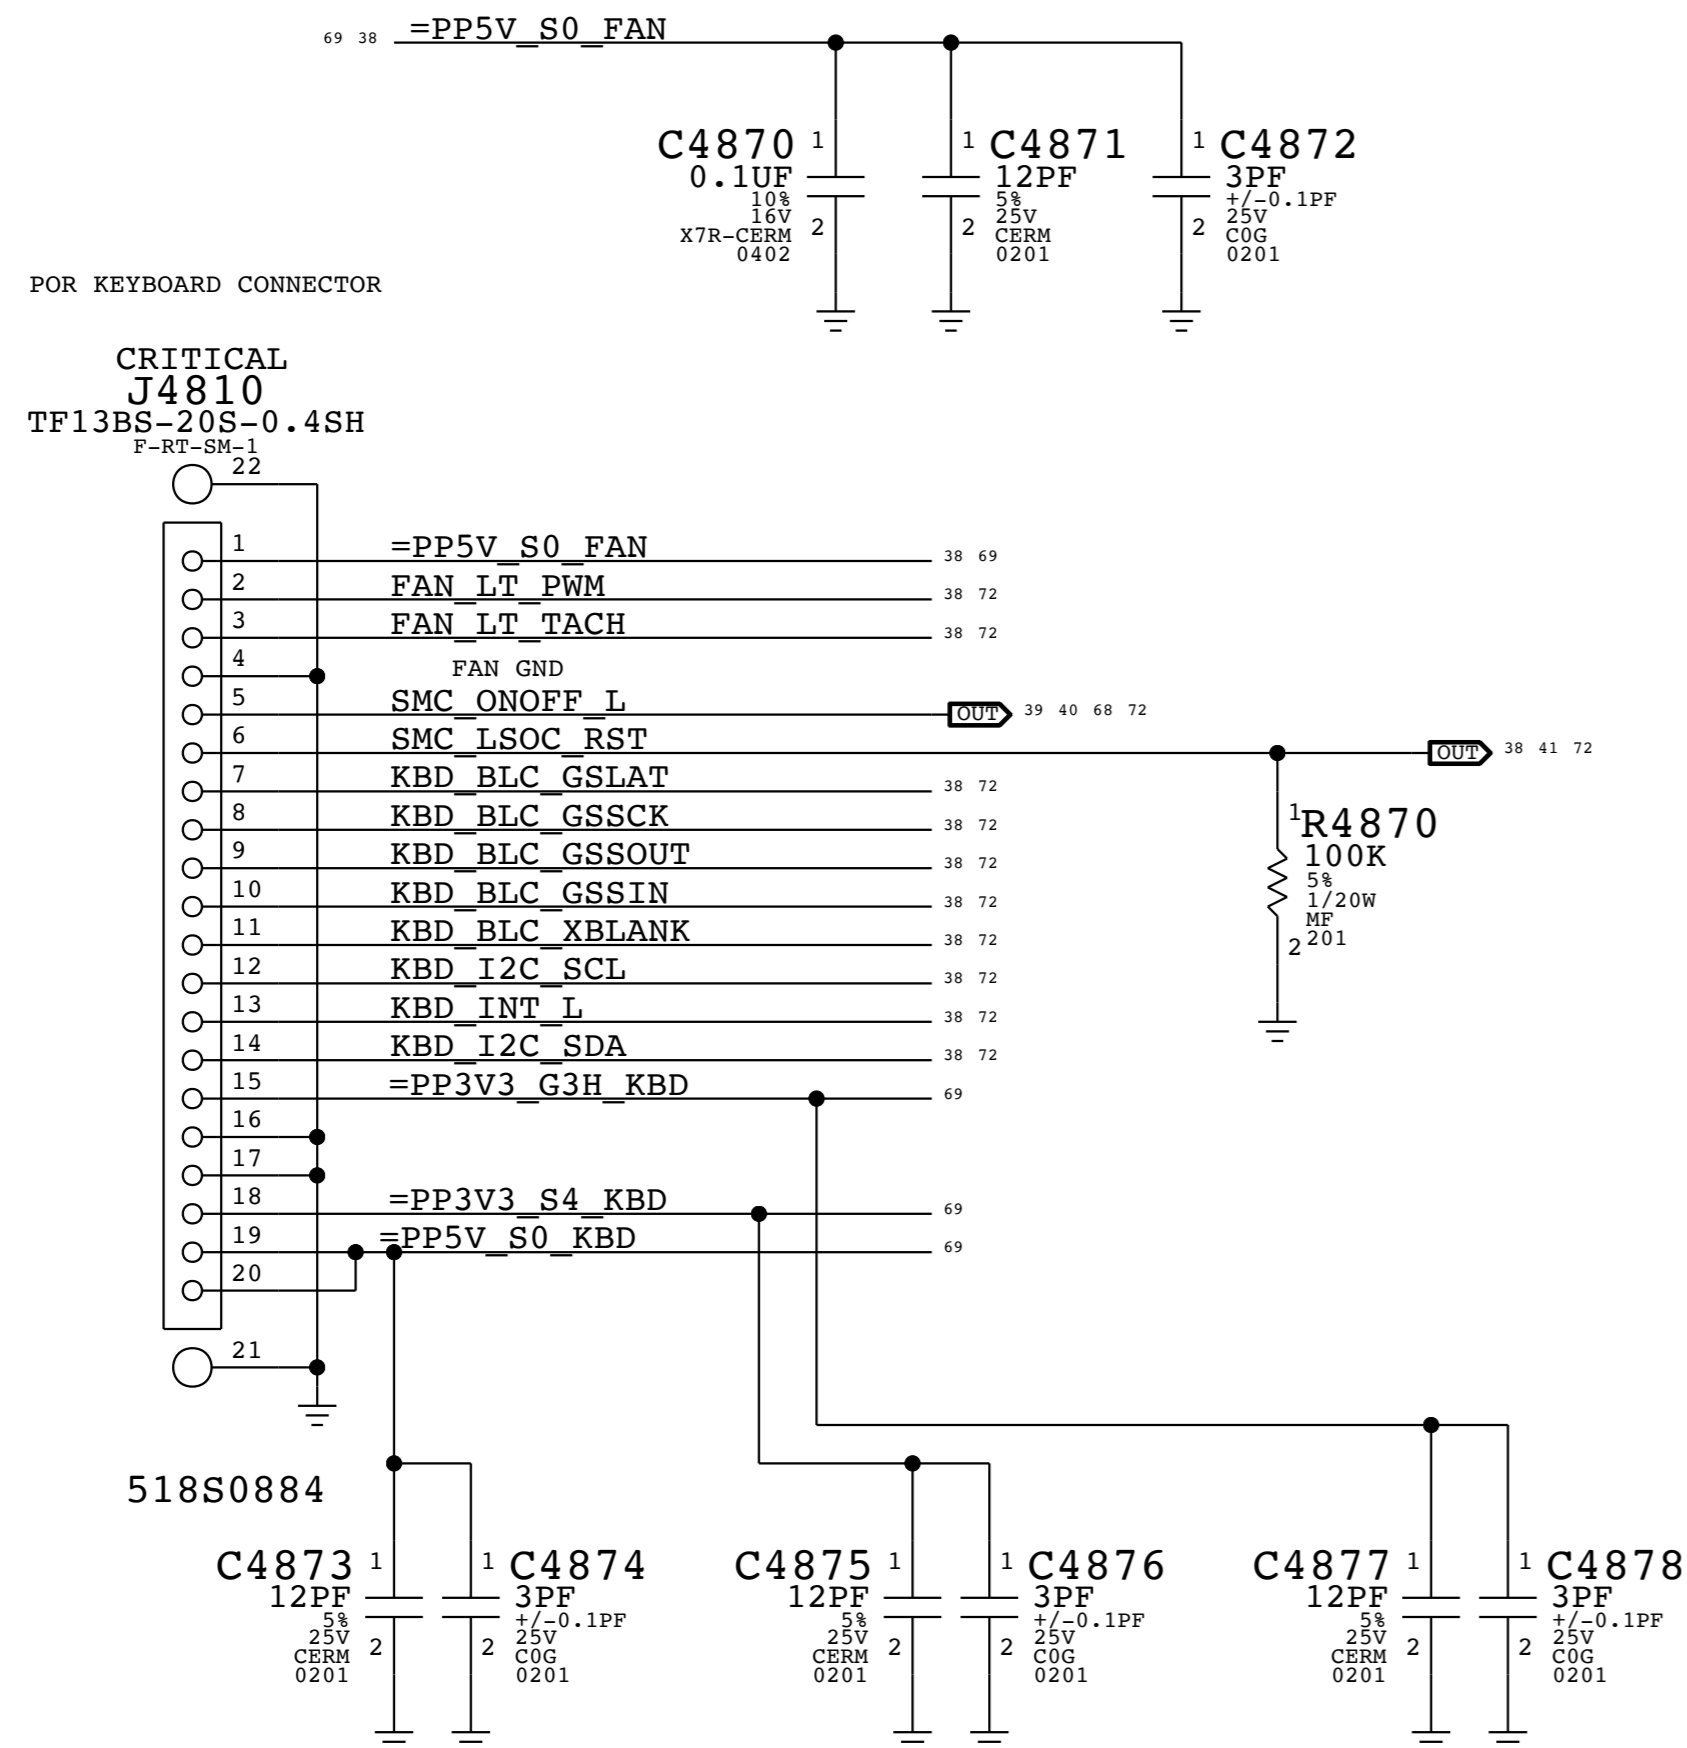 69 38 =PP5V_S0_FAN
C4870
0.1UF
10%
16V
X7R-CERM
0402
1
2
C4871
12PF
5%
25V
CERM
0201
1
2
C4872
3PF
+/-0.1PF
25V
C0G
0201
1
2
POR KEYBOARD CONNECTOR
CRITICAL
J4810
TF13BS-20S-0.4SH
F-RT-SM-1
22
1 =PP5V_S0_FAN 38 69
2 FAN_LT_PWM 38 72
3 FAN_LT_TACH 38 72
4 FAN GND
5 SMC_ONOFF_L OUT 39 40 68 72
6 SMC_LSOC_RST OUT 38 41 72
7 KBD_BLC_GSLAT 38 72
8 KBD_BLC_GSSCK 38 72
9 KBD_BLC_GSSOUT 38 72
10 KBD_BLC_GSSIN 38 72
11 KBD_BLC_XBLANK 38 72
12 KBD_I2C_SCL 38 72
13 KBD_INT_L 38 72
14 KBD_I2C_SDA 38 72
15 =PP3V3_G3H_KBD 69
16
17
18 =PP3V3_S4_KBD 69
19 =PP5V_S0_KBD 69
20
21
1
R4870
100K
5%
1/20W
MF
201
2
518S0884
C4873
12PF
5%
25V
CERM
0201
1
2
C4874
3PF
+/-0.1PF
25V
C0G
0201
1
2
C4875
12PF
5%
25V
CERM
0201
1
2
C4876
3PF
+/-0.1PF
25V
C0G
0201
1
2
C4877
12PF
5%
25V
CERM
0201
1
2
C4878
3PF
+/-0.1PF
25V
C0G
0201
1
2